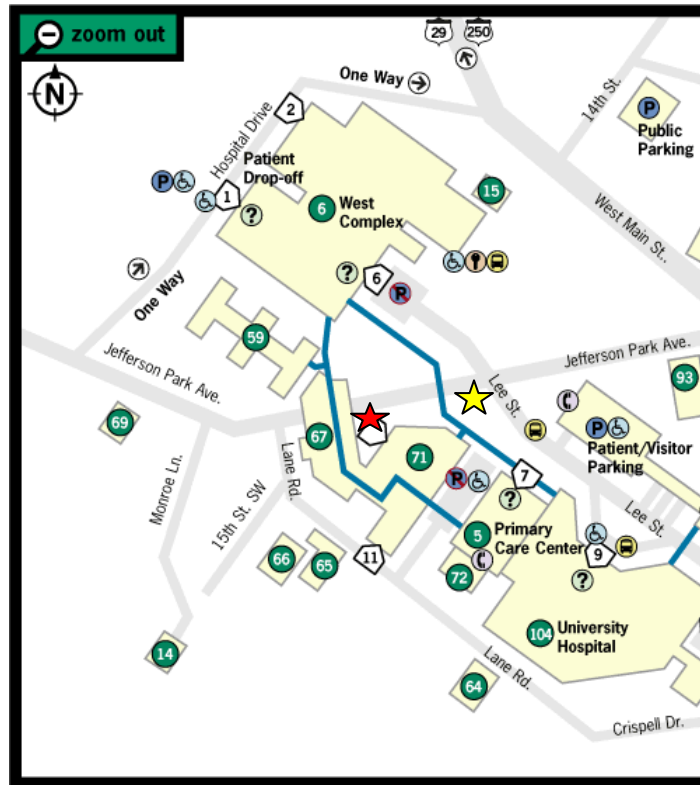 zoom out
29
250
N
One Way
14th St.
P
Public
Parking
2
Hospital Drive
Patient
Drop-off
P
1
?
6
West
Complex
15
West Main St..
?
6
P
One Way
59
Jefferson Park Ave.
Jefferson Park Ave.
Lee St.
93
69
67
71
P
Patient/Visitor
Parking
P
7
?
Lane Rd.
Monroe Ln.
15th St. SW
5
Primary
Care Center
Lee St.
9
?
66
65
11
72
104
University
Hospital
14
64
Lane Rd.
Crispell Dr.